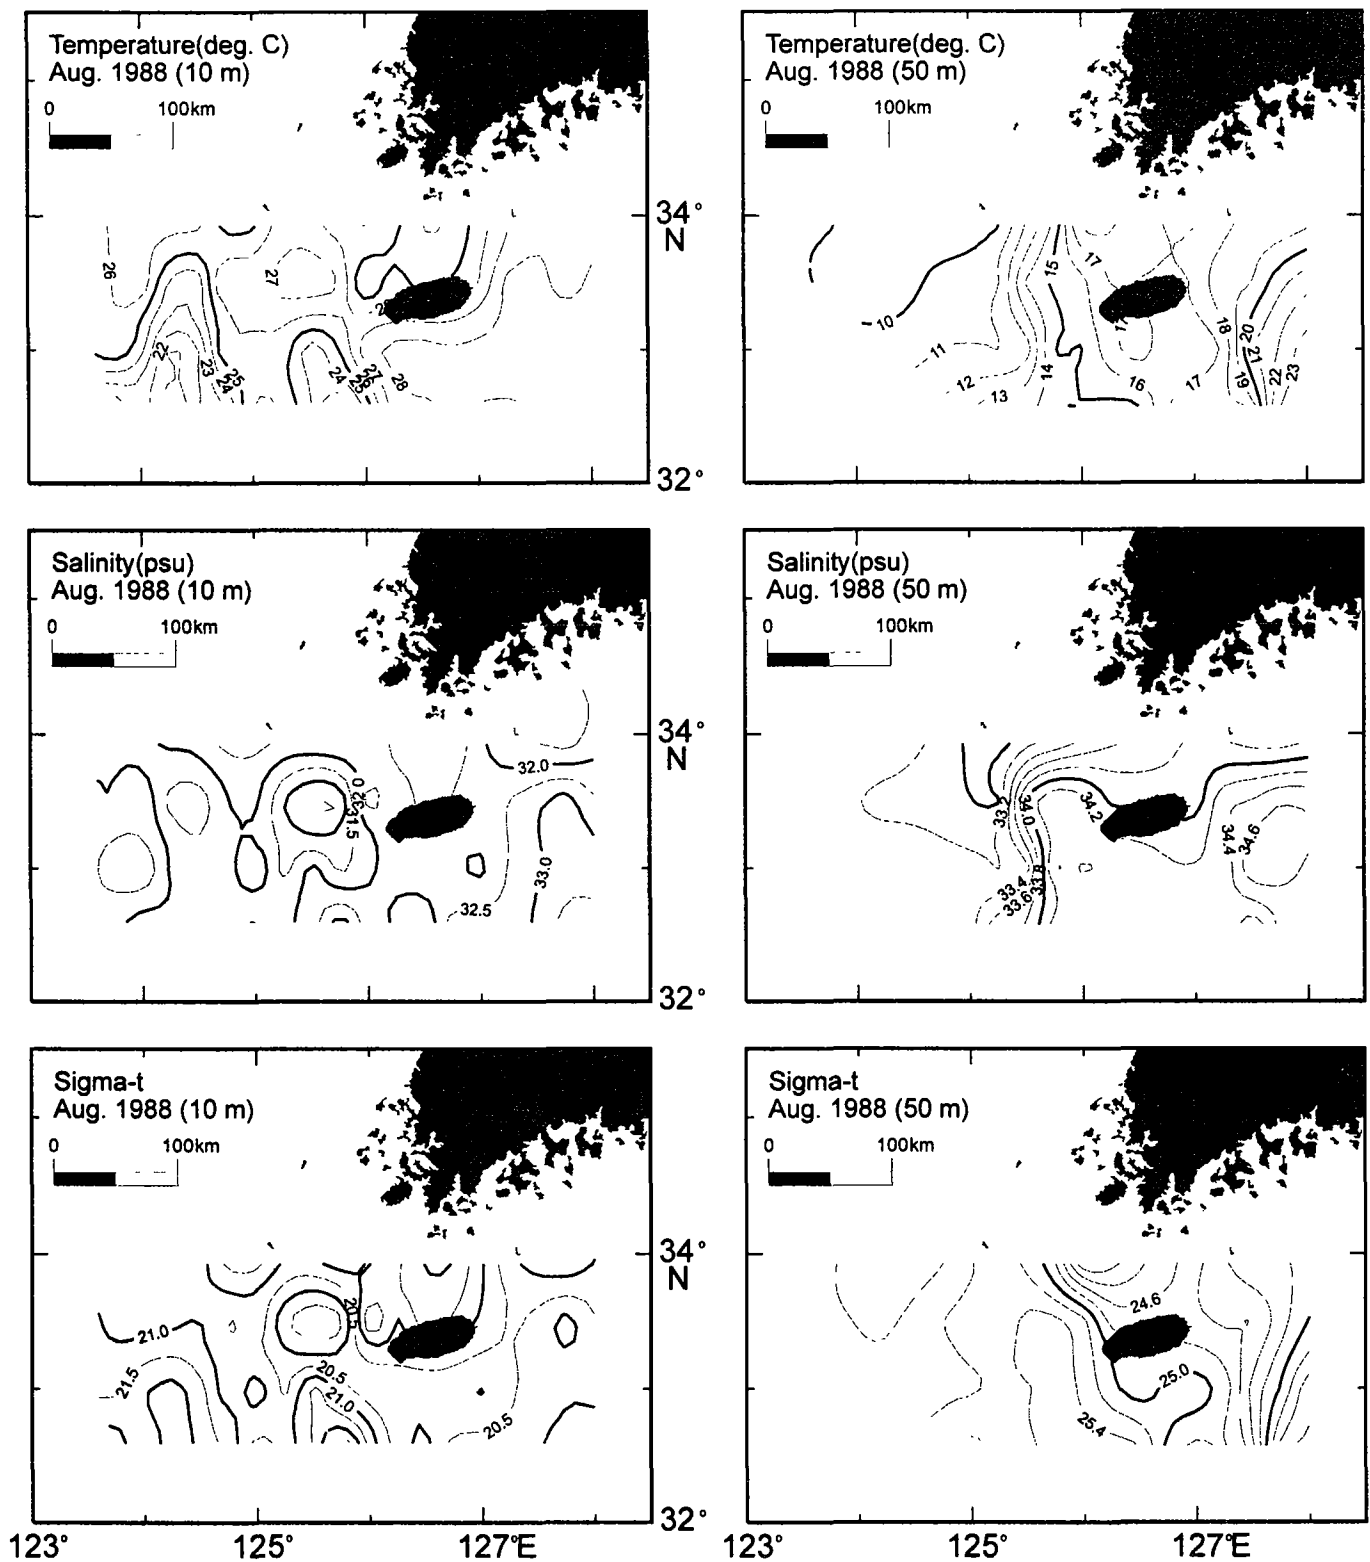 Temperature(deg. C)
Aug. 1988 (10 m)
0 100km
26
27
22
23
24
25
24
25
26
27
28
34°
N
32°
Temperature(deg. C)
Aug. 1988 (50 m)
0 100km
15
17
10
11
12
13
14
16
17
18
19
20
21
22
23
Salinity(psu)
Aug. 1988 (10 m)
0 100km
32.0
31.5
33.0
32.5
34°
N
32°
Salinity(psu)
Aug. 1988 (50 m)
0 100km
33.2
34.0
34.2
34.4
34.6
33.4
33.6
33.8
Sigma-t
Aug. 1988 (10 m)
0 100km
20.5
21.0
21.5
20.5
21.0
20.5
34°
N
32°
123° 125° 127°E
Sigma-t
Aug. 1988 (50 m)
0 100km
24.6
25.0
25.4
125° 127°E